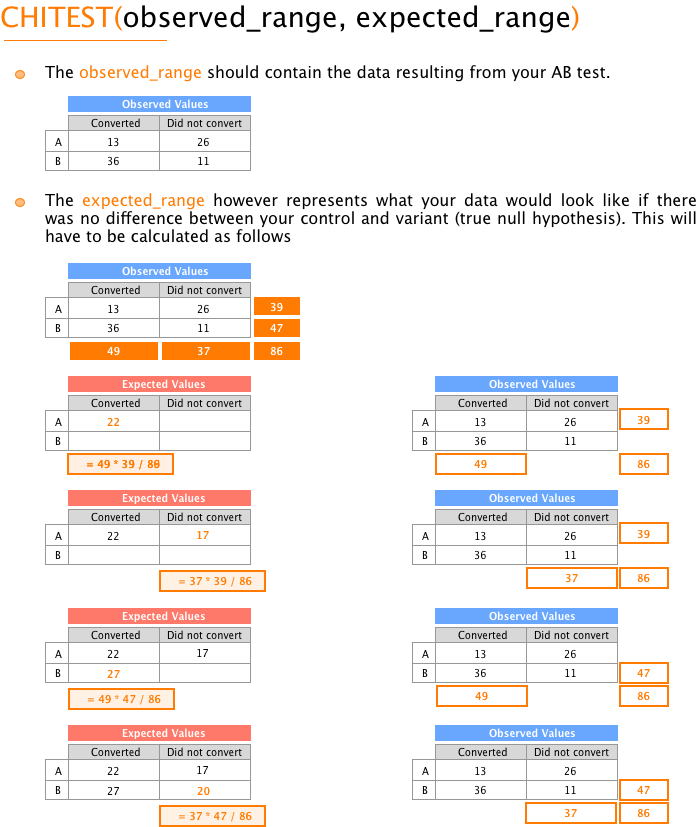 CHITEST(observed_range, expected_range)
The observed_range should contain the data resulting from your AB test.
Observed Values
Converted Did not convert
A 13 26
B 36 11
The expected_range however represents what your data would look like if there
was no difference between your control and variant (true null hypothesis). This will
have to be calculated as follows
Observed Values
Converted Did not convert
A 13 26 39
B 36 11 47
49 37 86
Expected Values
Converted Did not convert
A 22
B
= 49 * 39 / 86
Observed Values
Converted Did not convert
A 13 26 39
B 36 11
49 86
Expected Values
Converted Did not convert
A 22 17
B
= 37 * 39 / 86
Observed Values
Converted Did not convert
A 13 26 39
B 36 11
37 86
Expected Values
Converted Did not convert
A 22 17
B 27
= 49 * 47 / 86
Observed Values
Converted Did not convert
A 13 26
B 36 11 47
49 86
Expected Values
Converted Did not convert
A 22 17
B 27 20
= 37 * 47 / 86
Observed Values
Converted Did not convert
A 13 26
B 36 11 47
37 86